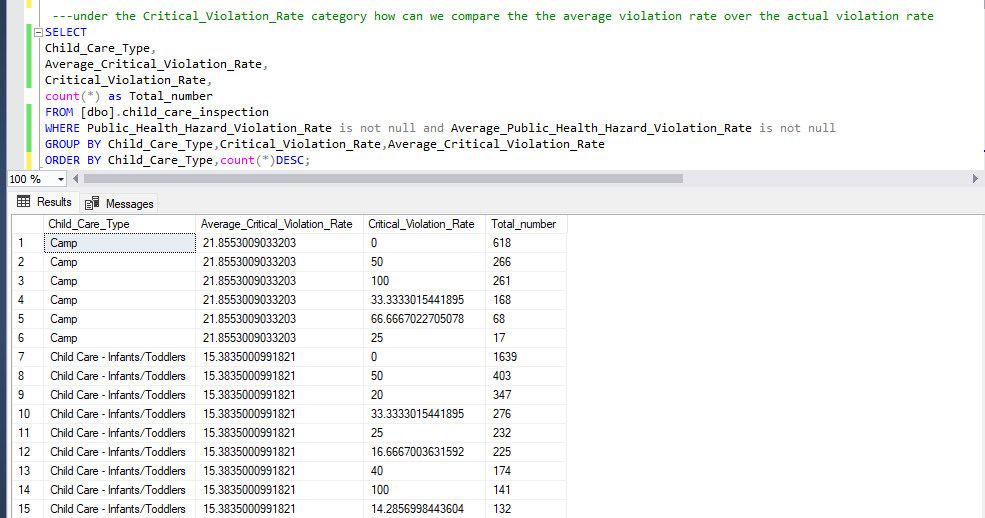 ---under the Critical_Violation_Rate category how can we compare the the average violation rate over the actual violation rate
SELECT
Child_Care_Type,
Average_Critical_Violation_Rate,
Critical_Violation_Rate,
count(*) as Total_number
FROM [dbo].child_care_inspection
WHERE Public_Health_Hazard_Violation_Rate is not null and Average_Public_Health_Hazard_Violation_Rate is not null
GROUP BY Child_Care_Type,Critical_Violation_Rate,Average_Critical_Violation_Rate
ORDER BY Child_Care_Type,count(*)DESC;
100 %
Results Messages
Child_Care_Type Average_Critical_Violation_Rate Critical_Violation_Rate Total_number
1 Camp 21.8553009033203 0 618
2 Camp 21.8553009033203 50 266
3 Camp 21.8553009033203 100 261
4 Camp 21.8553009033203 33.3333015441895 168
5 Camp 21.8553009033203 66.6667022705078 68
6 Camp 21.8553009033203 25 17
7 Child Care - Infants/Toddlers 15.3835000991821 0 1639
8 Child Care - Infants/Toddlers 15.3835000991821 50 403
9 Child Care - Infants/Toddlers 15.3835000991821 20 347
10 Child Care - Infants/Toddlers 15.3835000991821 33.3333015441895 276
11 Child Care - Infants/Toddlers 15.3835000991821 25 232
12 Child Care - Infants/Toddlers 15.3835000991821 16.6667003631592 225
13 Child Care - Infants/Toddlers 15.3835000991821 40 174
14 Child Care - Infants/Toddlers 15.3835000991821 100 141
15 Child Care - Infants/Toddlers 15.3835000991821 14.2856998443604 132